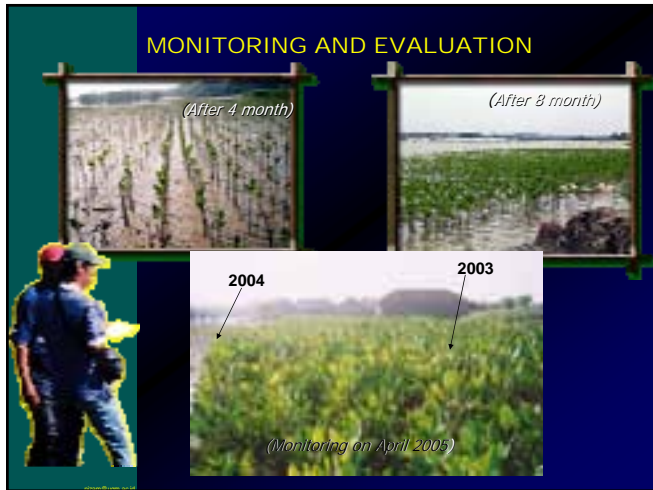 MONITORING AND EVALUATION
(After 4 month)
(After 8 month)
2004
2003
(Monitoring on April 2005)